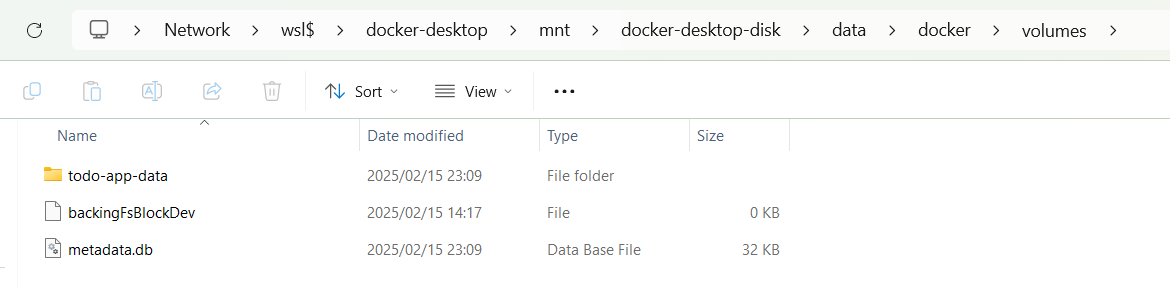 Network > wsl$ > docker-desktop > mnt > docker-desktop-disk > data > docker > volumes >
Sort View •••
Name Date modified Type Size
todo-app-data 2025/02/15 23:09 File folder
backingFsBlockDev 2025/02/15 14:17 File 0 KB
metadata.db 2025/02/15 23:09 Data Base File 32 KB